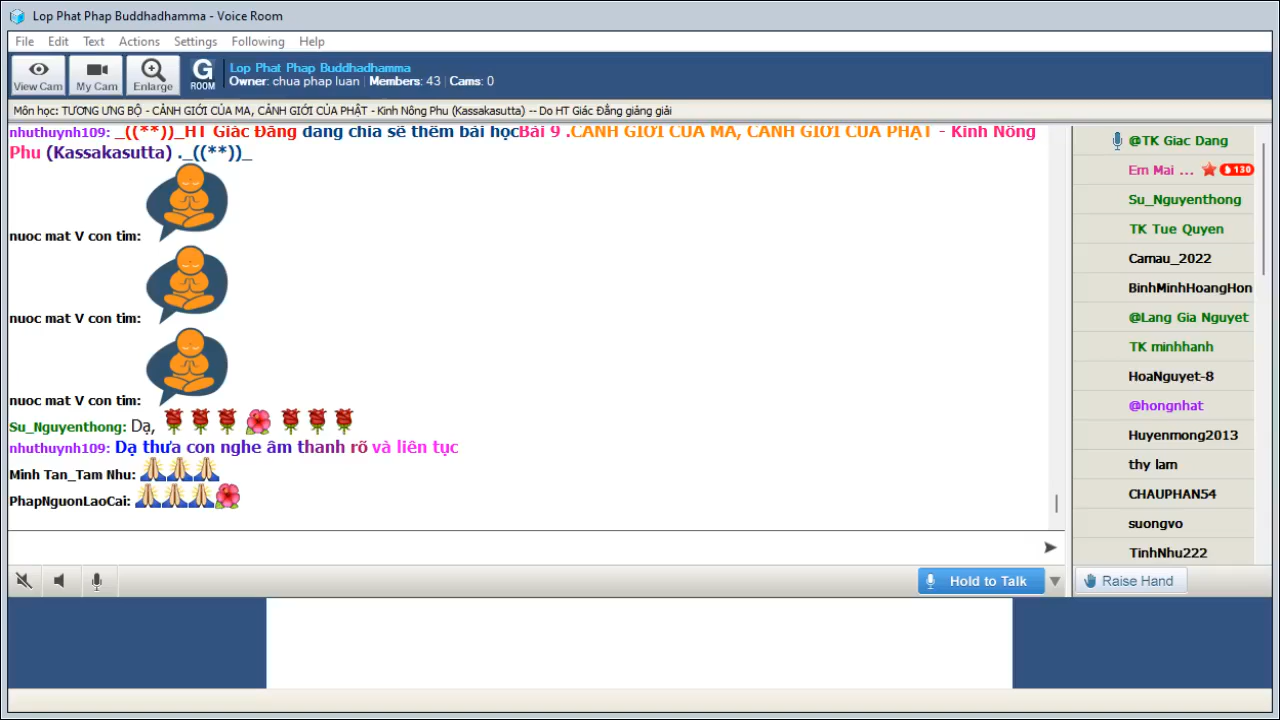 Lop Phat Phap Buddhadhamma - Voice Room
File Edit Text Actions Settings Following Help
View Cam My Cam Enlarge G ROOM
Lop Phat Phap Buddhadhamma
Owner: chua phap luan Members: 43 Cams: 0
Môn học: TƯƠNG ƯNG BỘ - CẢNH GIỚI CỦA MA, CẢNH GIỚI CỦA PHẬT - Kinh Nông Phu (Kassakasutta) -- Do HT Giác Đẳng giảng giải
nhuthuynh109: _((**))_HT Giác Đẳng đang chia sẽ thêm bài họcBài 9 .CẢNH GIỚI CỦA MA, CẢNH GIỚI CỦA PHẬT - Kinh Nông
Phu (Kassakasutta) ._((**))_
nuoc mat V con tim:
nuoc mat V con tim:
nuoc mat V con tim:
Su_Nguyenthong: Dạ,
nhuthuynh109: Dạ thưa con nghe âm thanh rõ và liên tục
Minh Tan_Tam Nhu:
PhapNguonLaoCai:
@TK Giac Dang
Em Mai ... 130
Su_Nguyenthong
TK Tue Quyen
Camau_2022
BinhMinhHoangHon
@Lang Gia Nguyet
TK minhhanh
HoaNguyet-8
@hongnhat
Huyenmong2013
thy lam
CHAUPHAN54
suongvo
TinhNhu222
Hold to Talk
Raise Hand